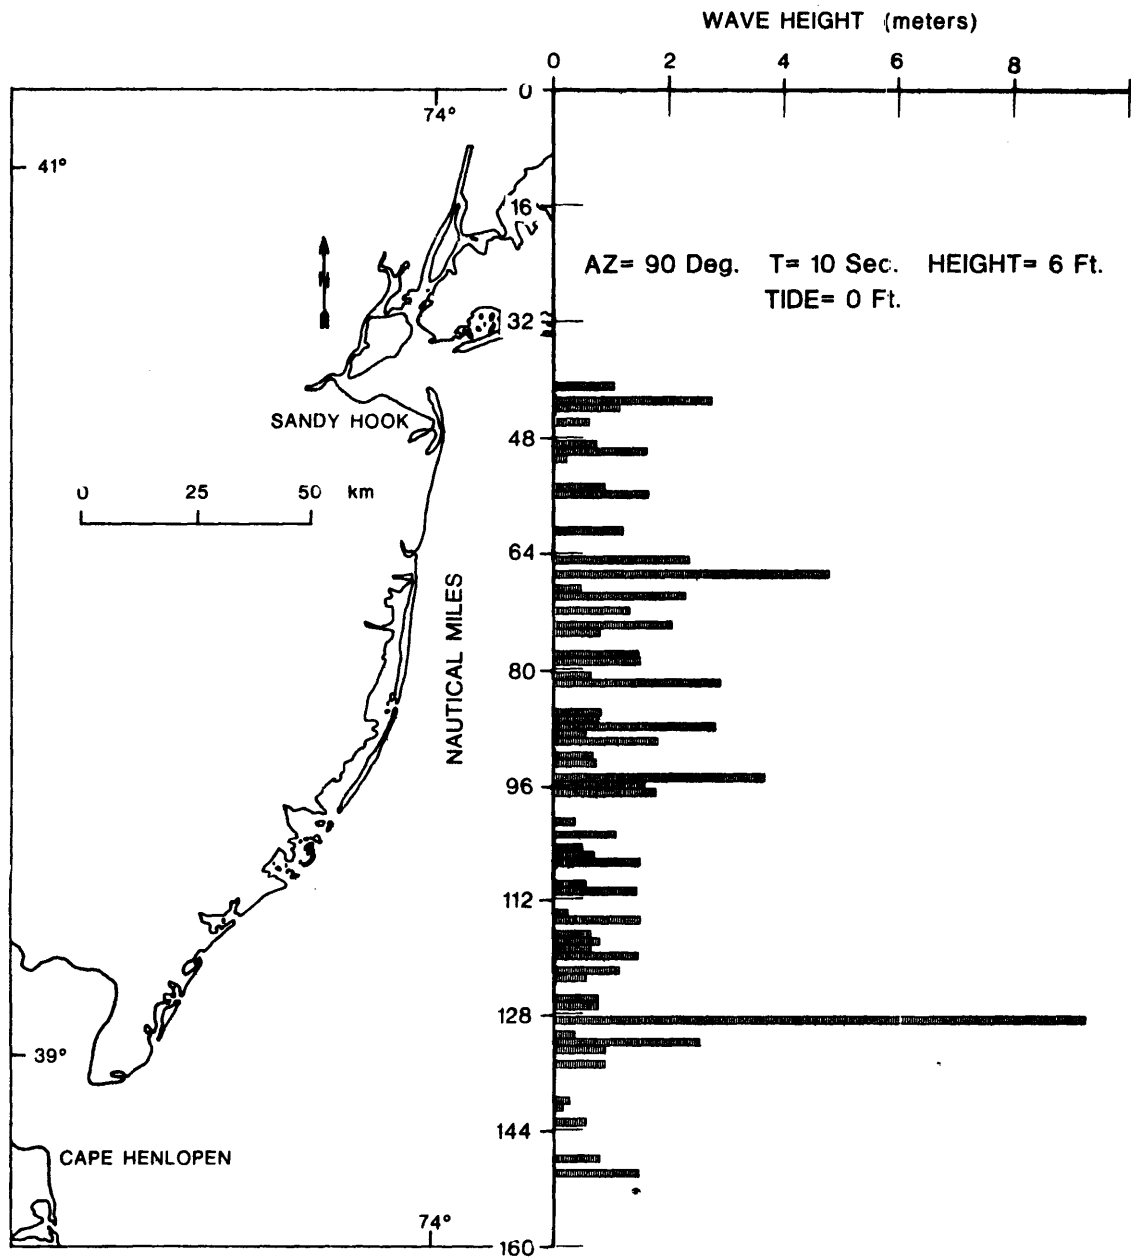 WAVE HEIGHT (meters)
0 2 4 6 8
0
74°
41°
16
AZ= 90 Deg. T= 10 Sec. HEIGHT= 6 Ft.
TIDE= 0 Ft.
N
32
SANDY HOOK
48
0 25 50 km
64
NAUTICAL MILES
80
96
112
128
39°
144
CAPE HENLOPEN
74°
160